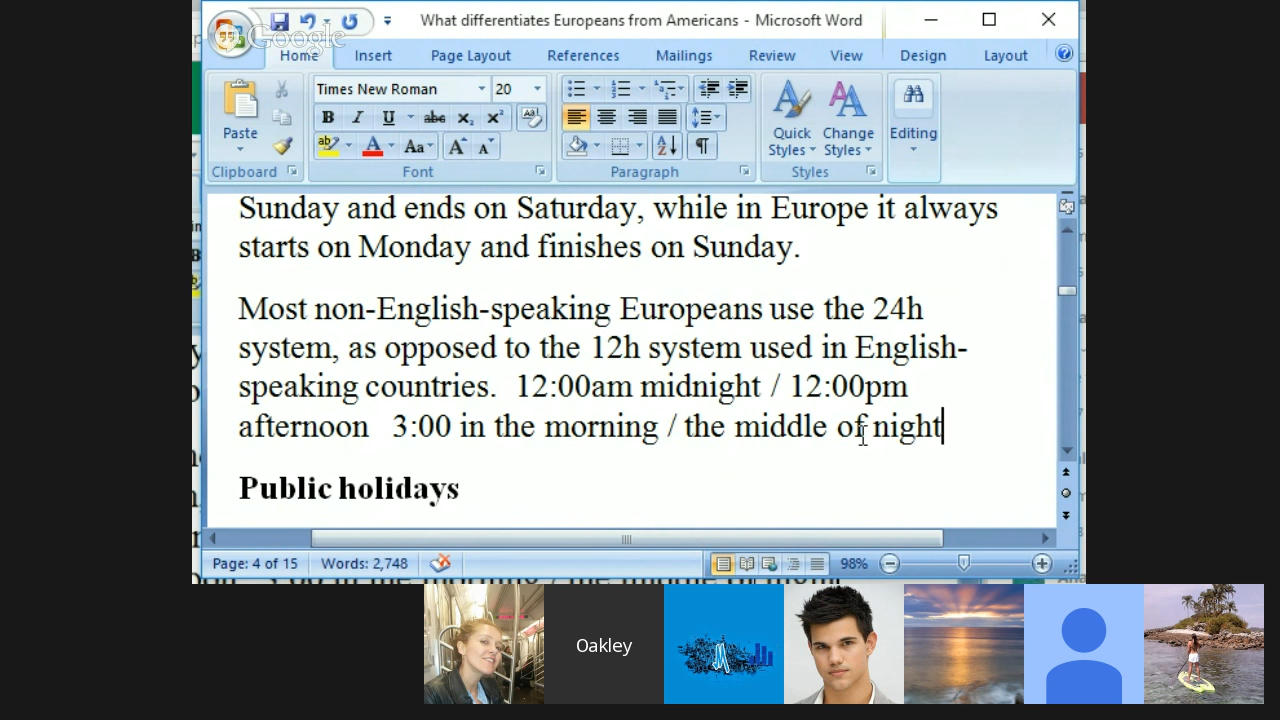 What differentiates Europeans from Americans - Microsoft Word
Google
Home Insert Page Layout References Mailings Review View Design Layout
Times New Roman 20
Paste
Quick Styles
Change Styles
Editing
Clipboard Font Paragraph Styles
Sunday and ends on Saturday, while in Europe it always
starts on Monday and finishes on Sunday.
Most non-English-speaking Europeans use the 24h
system, as opposed to the 12h system used in English-
speaking countries. 12:00am midnight / 12:00pm
afternoon 3:00 in the morning / the middle of night
Public holidays
Page: 4 of 15 Words: 2,748 98%
Oakley